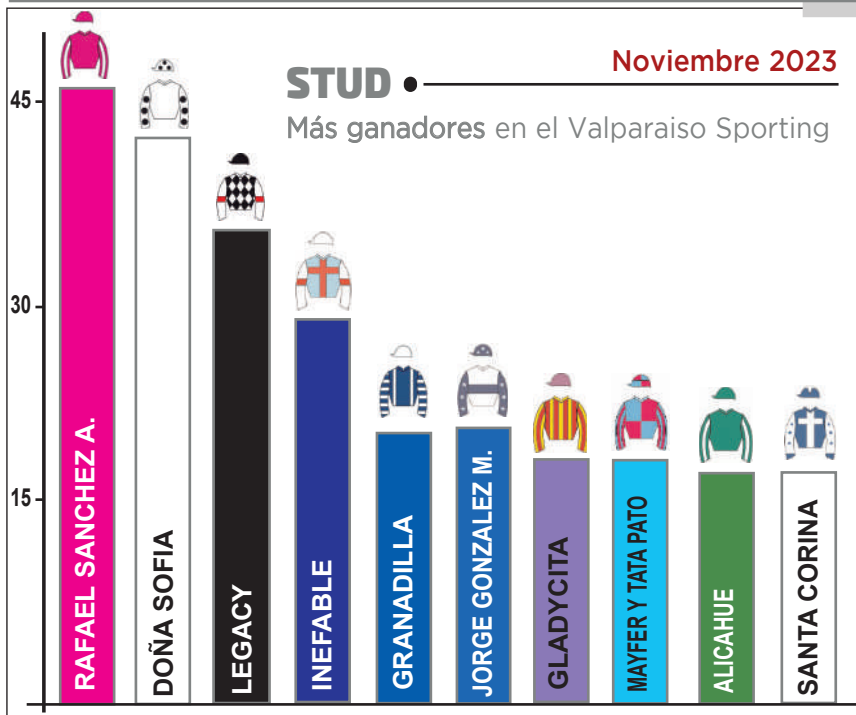 Noviembre 2023
STUD
Más ganadores en el Valparaiso Sporting
45
30
15
RAFAEL SANCHEZ A.
DOÑA SOFIA
LEGACY
INEFABLE
GRANADILLA
JORGE GONZALEZ M.
GLADYCITA
MAYFER Y TATA PATO
ALICAHUE
SANTA CORINA